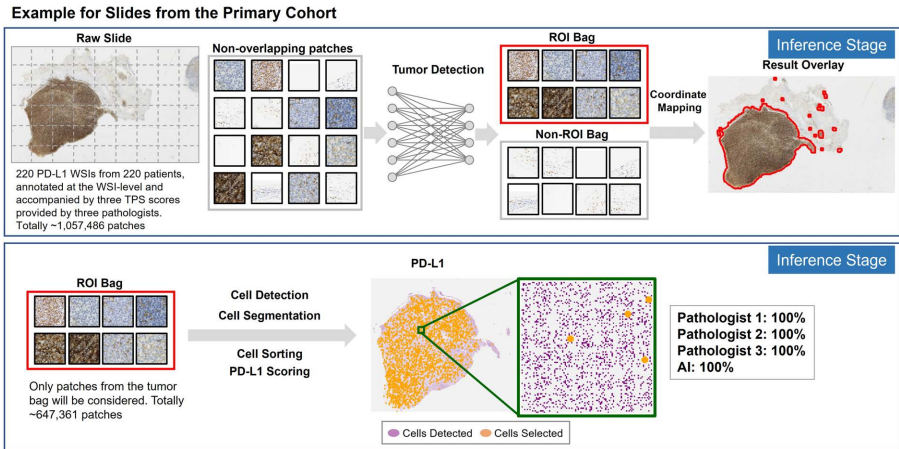 Example for Slides from the Primary Cohort
Inference Stage
Raw Slide
Non-overlapping patches
Tumor Detection
ROI Bag
Non-ROI Bag
Coordinate
Mapping
Result Overlay
220 PD-L1 WSIs from 220 patients,
annotated at the WSI-level and
accompanied by three TPS scores
provided by three pathologists.
Totally ~1,057,486 patches
Inference Stage
ROI Bag
Only patches from the tumor
bag will be considered. Totally
~647,361 patches
Cell Detection
Cell Segmentation
Cell Sorting
PD-L1 Scoring
PD-L1
Cells Detected
Cells Selected
Pathologist 1: 100%
Pathologist 2: 100%
Pathologist 3: 100%
AI: 100%